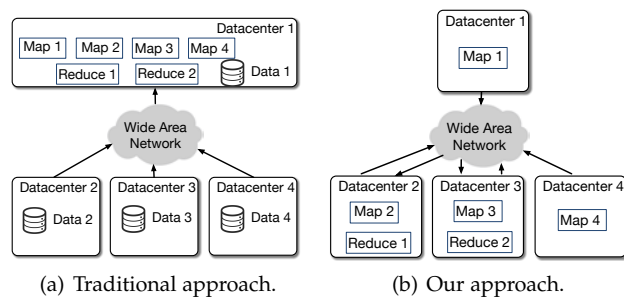 Datacenter 1
Map 1 Map 2 Map 3 Map 4
Reduce 1 Reduce 2 Data 1
Wide Area
Network
Datacenter 2 Datacenter 3 Datacenter 4
Data 2 Data 3 Data 4
(a) Traditional approach.
Datacenter 1
Map 1
Wide Area
Network
Datacenter 2 Datacenter 3 Datacenter 4
Map 2 Map 3 Map 4
Reduce 1 Reduce 2
(b) Our approach.